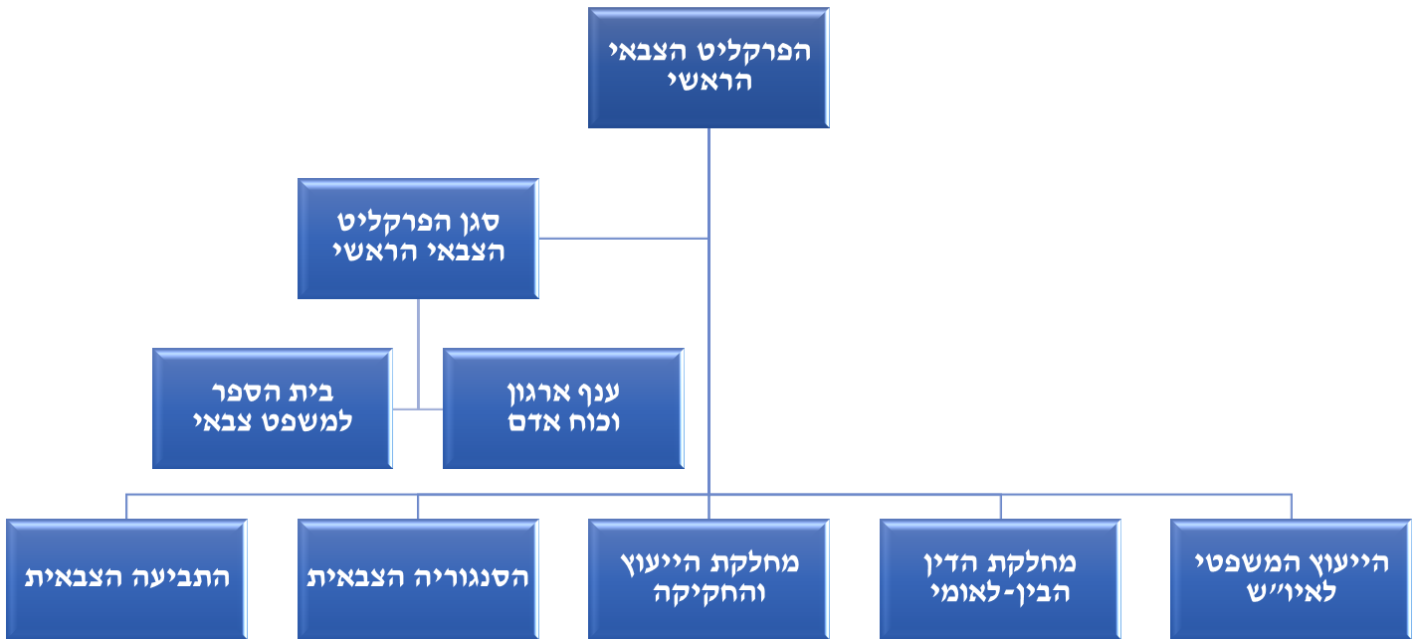 הפרקליט הצבאי
הראשי
סגן הפרקליט
הצבאי הראשי
ענף ארגון
וכוח אדם
בית הספר
למשפט צבאי
הייעוץ המשפטי
לאיו״ש
מחלקת הדין
הבין-לאומי
מחלקת הייעוץ
והחקיקה
הסנגוריה הצבאית
התביעה הצבאית